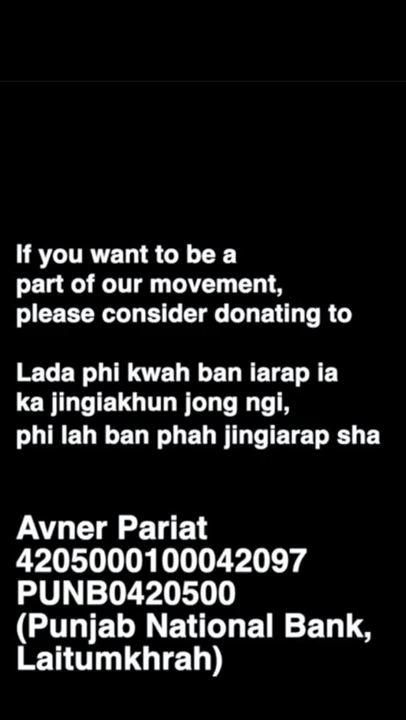 If you want to be a
part of our movement,
please consider donating to
Lada phi kwah ban iarap ia
ka jingiakhun jong ngi,
phi lah ban phah jingiarap sha
Avner Pariat
4205000100042097
PUNB0420500
(Punjab National Bank,
Laitumkhrah)